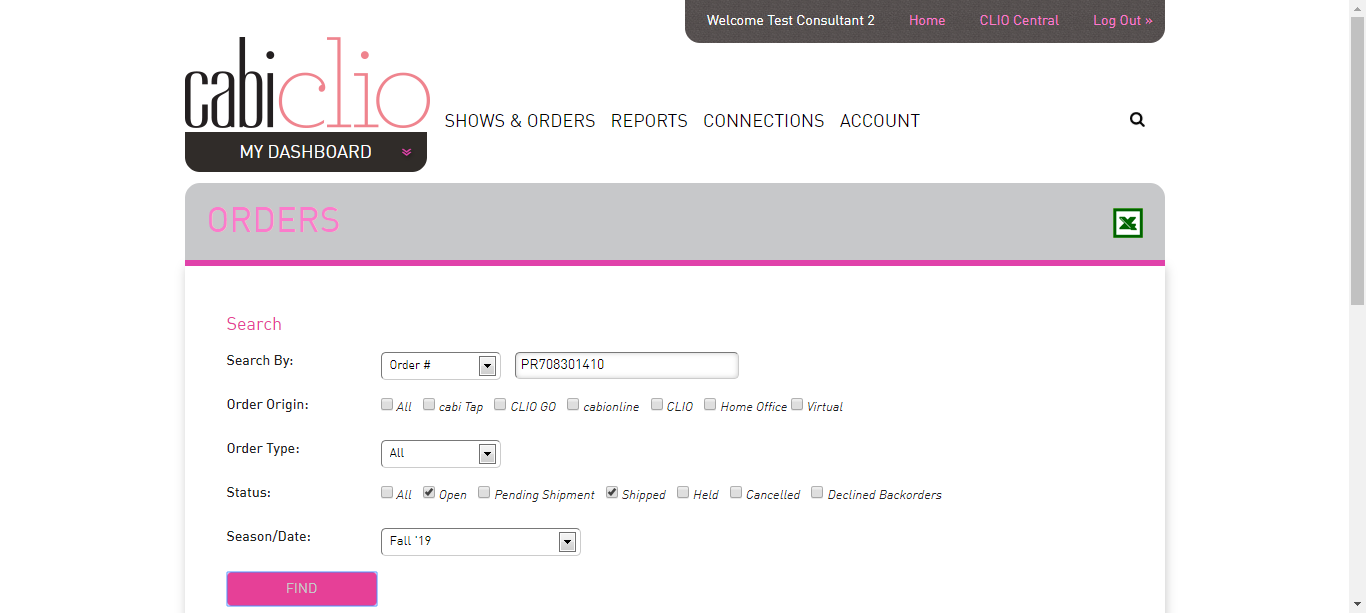 Welcome Test Consultant 2 Home CLIO Central Log Out »
cabiclio
SHOWS & ORDERS REPORTS CONNECTIONS ACCOUNT
MY DASHBOARD
ORDERS
Search
Search By: Order # PR708301410
Order Origin: All cabi Tap CLIO GO cabionline CLIO Home Office Virtual
Order Type: All
Status: All Open Pending Shipment Shipped Held Cancelled Declined Backorders
Season/Date: Fall '19
FIND